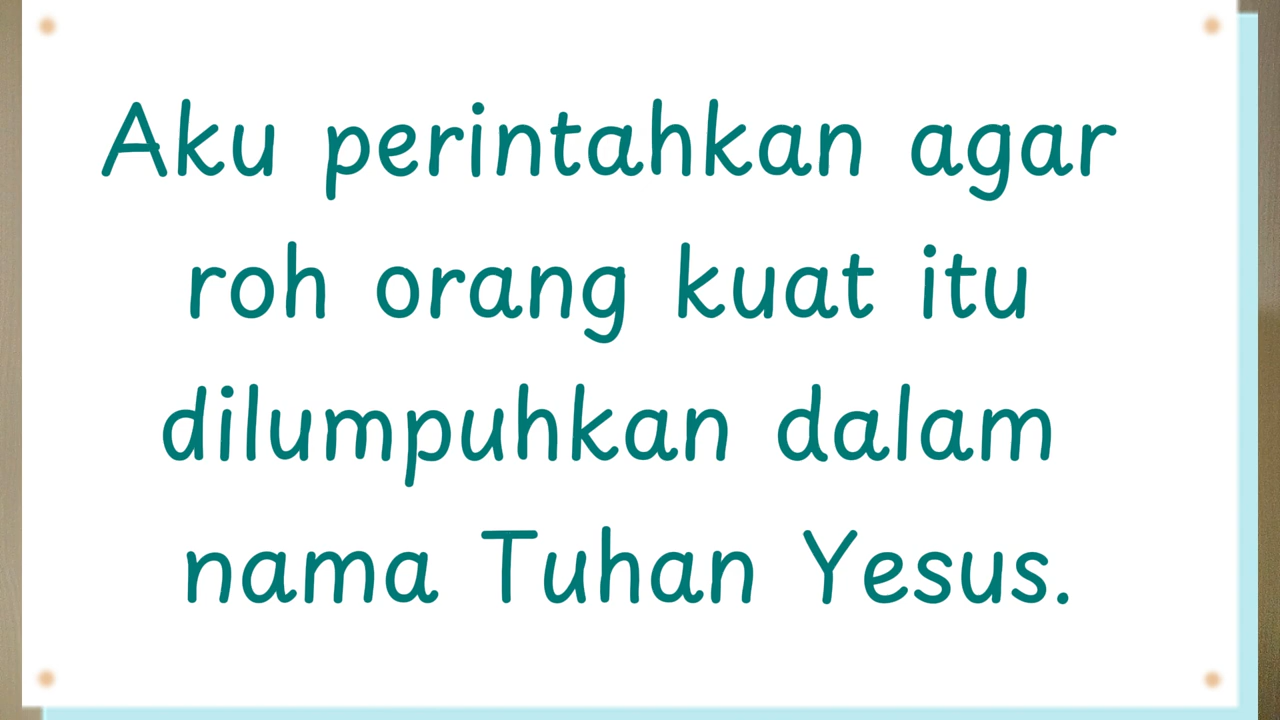 Aku perintahkan agar
roh orang kuat itu
dilumpuhkan dalam
nama Tuhan Yesus.